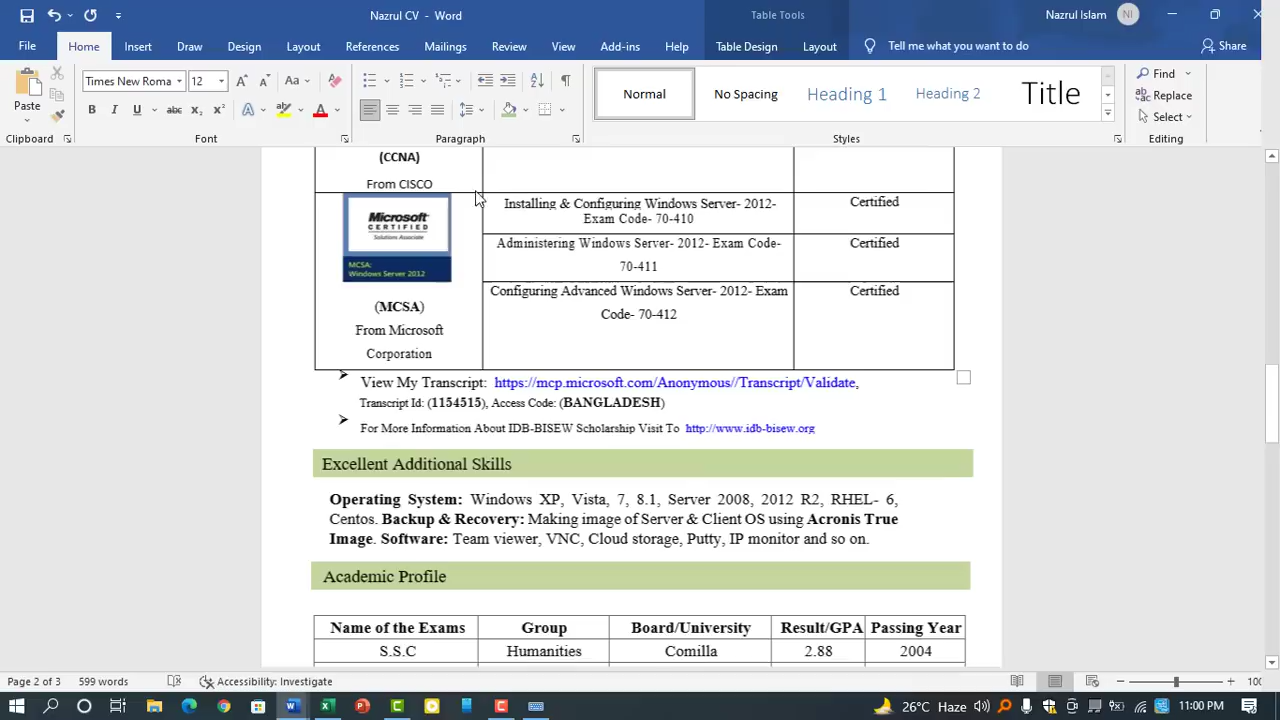 Nazrul CV - Word
Table Tools
Nazrul Islam
NI
File
Home
Insert
Draw
Design
Layout
References
Mailings
Review
View
Add-ins
Help
Table Design
Layout
Tell me what you want to do
Share
Paste
Times New Roma
12
Normal
No Spacing
Heading 1
Heading 2
Title
Find
Replace
Select
Clipboard
Font
Paragraph
Styles
Editing
(CCNA)
From CISCO
Microsoft
CERTIFIED
Solutions Associate
MCSA:
Windows Server 2012
(MCSA)
From Microsoft
Corporation
Installing & Configuring Windows Server- 2012-
Exam Code- 70-410
Certified
Administering Windows Server- 2012- Exam Code-
70-411
Certified
Configuring Advanced Windows Server- 2012- Exam
Code- 70-412
Certified
View My Transcript: https://mcp.microsoft.com/Anonymous//Transcript/Validate,
Transcript Id: (1154515), Access Code: (BANGLADESH)
For More Information About IDB-BISEW Scholarship Visit To http://www.idb-bisew.org
Excellent Additional Skills
Operating System: Windows XP, Vista, 7, 8.1, Server 2008, 2012 R2, RHEL- 6,
Centos. Backup & Recovery: Making image of Server & Client OS using Acronis True
Image. Software: Team viewer, VNC, Cloud storage, Putty, IP monitor and so on.
Academic Profile
Name of the Exams Group Board/University Result/GPA Passing Year
S.S.C Humanities Comilla 2.88 2004
Page 2 of 3 599 words Accessibility: Investigate
100
26°C Haze 11:00 PM